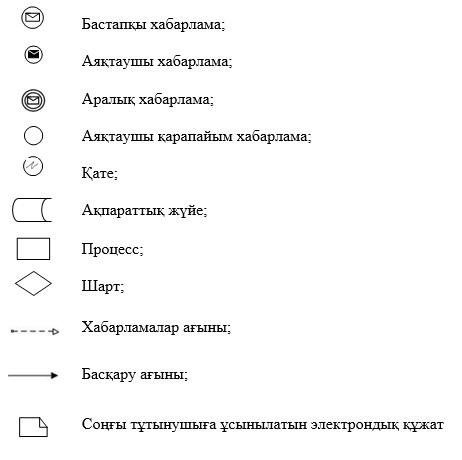 Бастапқы хабарлама;
Аяқтаушы хабарлама;
Аралық хабарлама;
Аяқтаушы қарапайым хабарлама;
Қате;
Ақпараттық жүйе;
Процесс;
Шарт;
Хабарламалар ағыны;
Басқару ағыны;
Соңғы тұтынушыға ұсынылатын электрондық құжат